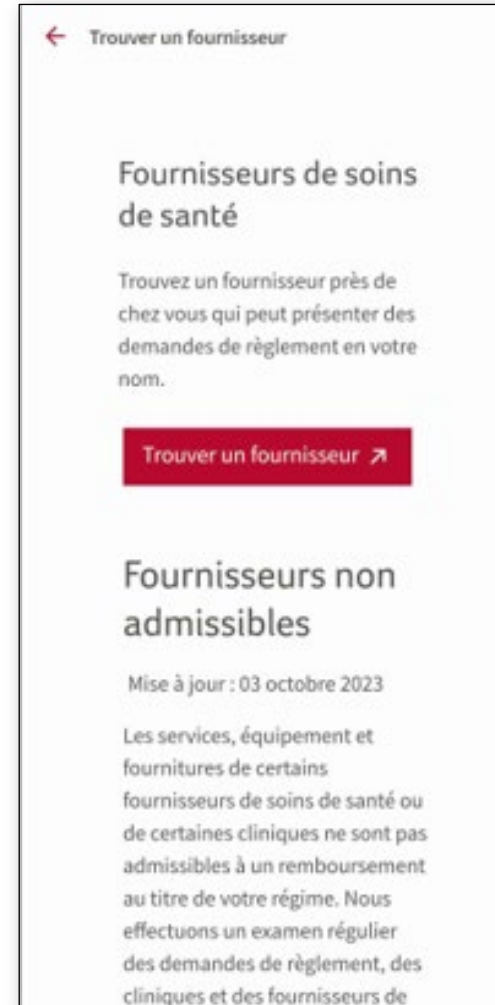 Trouver un fournisseur
Fournisseurs de soins
de santé
Trouvez un fournisseur près de
chez vous qui peut présenter des
demandes de règlement en votre
nom.
Trouver un fournisseur
Fournisseurs non
admissibles
Mise à jour : 03 octobre 2023
Les services, équipement et
fournitures de certains
fournisseurs de soins de santé ou
de certaines cliniques ne sont pas
admissibles à un remboursement
au titre de votre régime. Nous
effectuons un examen régulier
des demandes de règlement, des
cliniques et des fournisseurs de